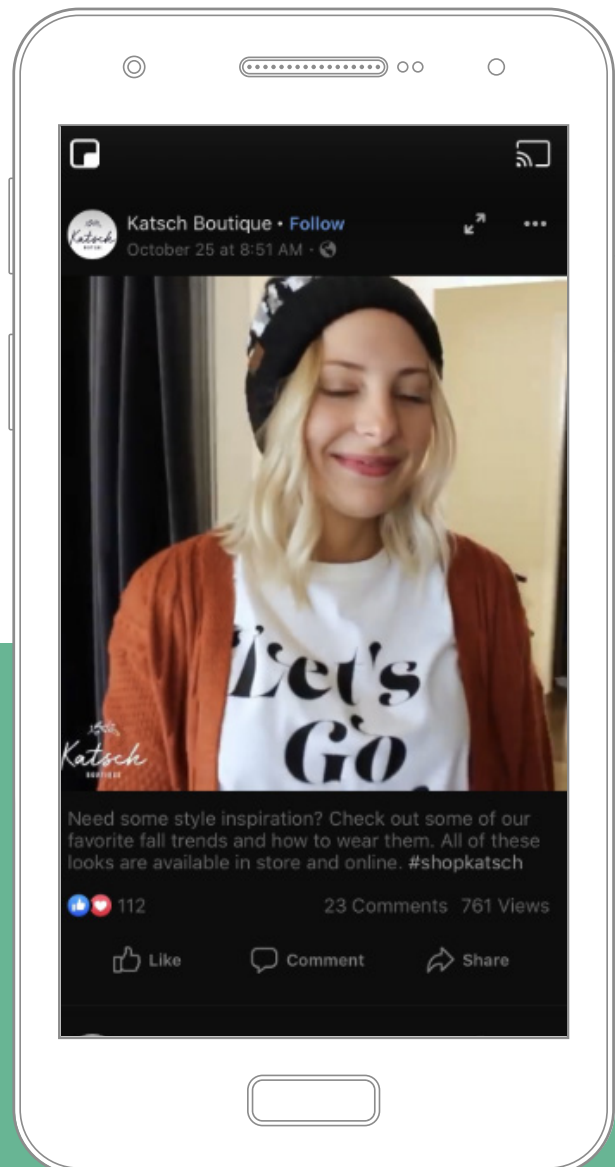 Katsch
Katsch Boutique • Follow
October 25 at 8:51 AM •
Let's
Go
Katsch
BOUTIQUE
Need some style inspiration? Check out some of our
favorite fall trends and how to wear them. All of these
looks are available in store and online. #shopkatsch
112
23 Comments 761 Views
Like
Comment
Share